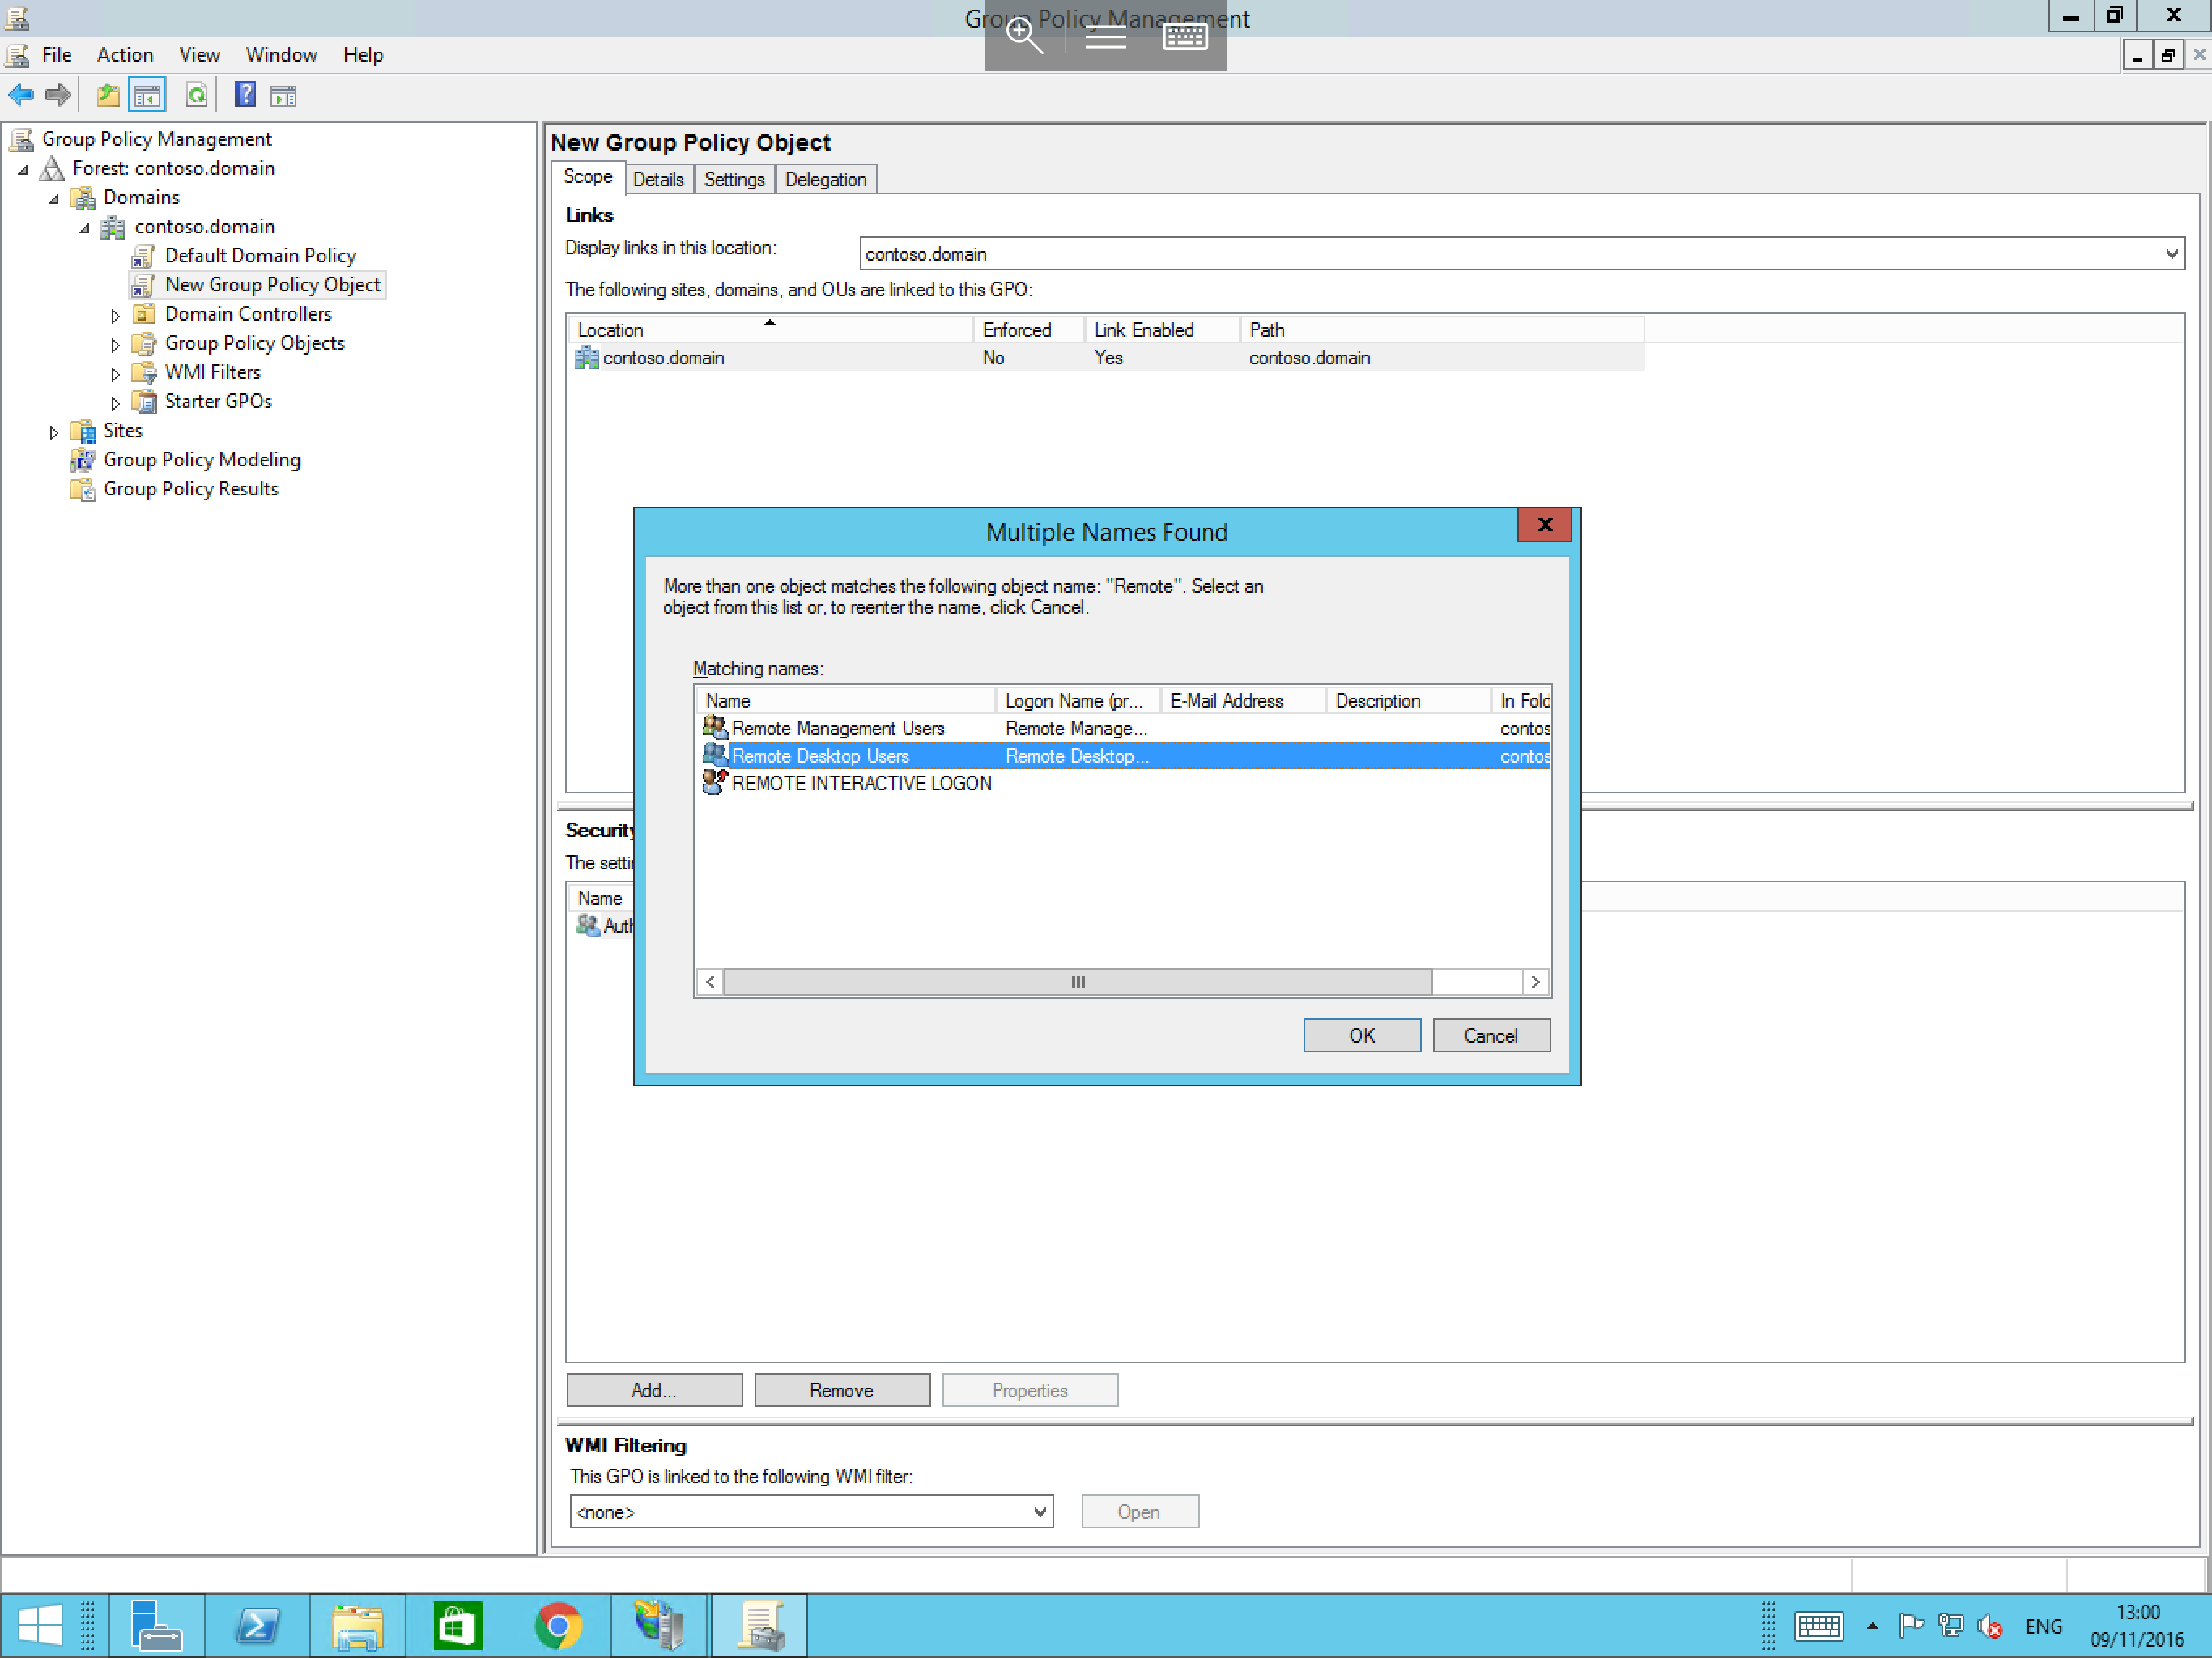 Group Policy Management
File Action View Window Help
Group Policy Management
Forest: contoso.domain
Domains
contoso.domain
Default Domain Policy
New Group Policy Object
Domain Controllers
Group Policy Objects
WMI Filters
Starter GPOs
Sites
Group Policy Modeling
Group Policy Results
New Group Policy Object
Scope Details Settings Delegation
Links
Display links in this location: contoso.domain
The following sites, domains, and OUs are linked to this GPO:
Location Enforced Link Enabled Path
contoso.domain No Yes contoso.domain
Multiple Names Found
More than one object matches the following object name: "Remote". Select an
object from this list or, to reenter the name, click Cancel.
Matching names:
Name Logon Name (pr... E-Mail Address Description In Fold
Remote Management Users Remote Manage... contos
Remote Desktop Users Remote Desktop... contos
REMOTE INTERACTIVE LOGON
OK Cancel
Security
The settin
Name
Auth
Add... Remove Properties
WMI Filtering
This GPO is linked to the following WMI filter:
<none> Open
ENG 13:00
09/11/2016